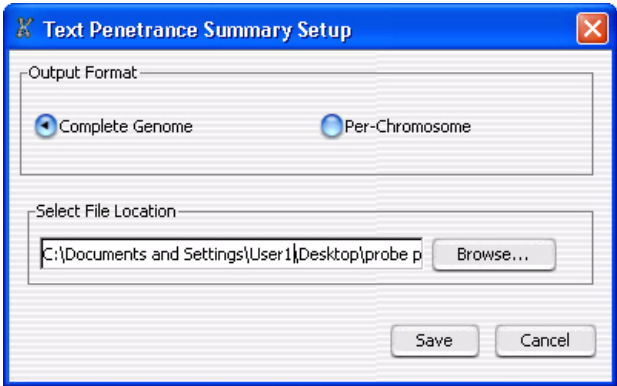 Text Penetrance Summary Setup
Output Format
Complete Genome Per-Chromosome
Select File Location
C:\Documents and Settings\User1\Desktop\probe p Browse...
Save Cancel